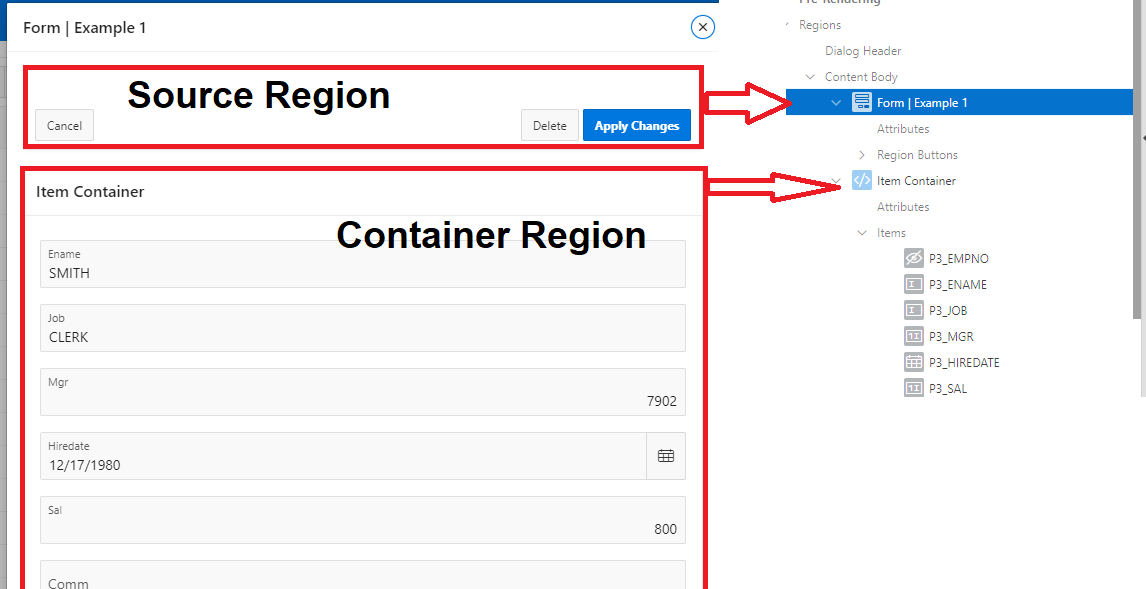 Form | Example 1
Source Region
Cancel
Delete
Apply Changes
Item Container
Container Region
Ename
SMITH
Job
CLERK
Mgr
7902
Hiredate
12/17/1980
Sal
800
Comm
Pre-Rendering
Regions
Dialog Header
Content Body
Form | Example 1
Attributes
Region Buttons
Item Container
Attributes
Items
P3_EMPNO
P3_ENAME
P3_JOB
P3_MGR
P3_HIREDATE
P3_SAL